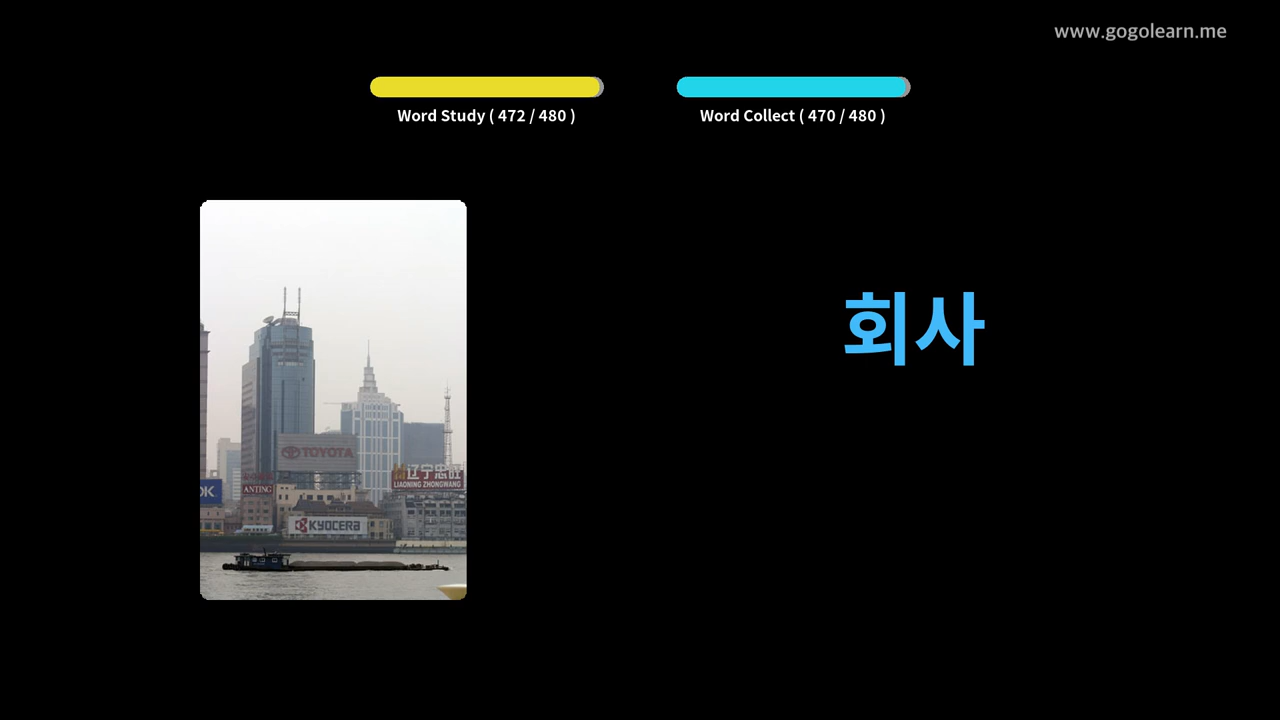 www.gogolearn.me
Word Study ( 472 / 480 )
Word Collect ( 470 / 480 )
회사
TOYOTA
辽宁忠旺
LIAONING ZHONGWANG
OK
ANTING
KYOCERA